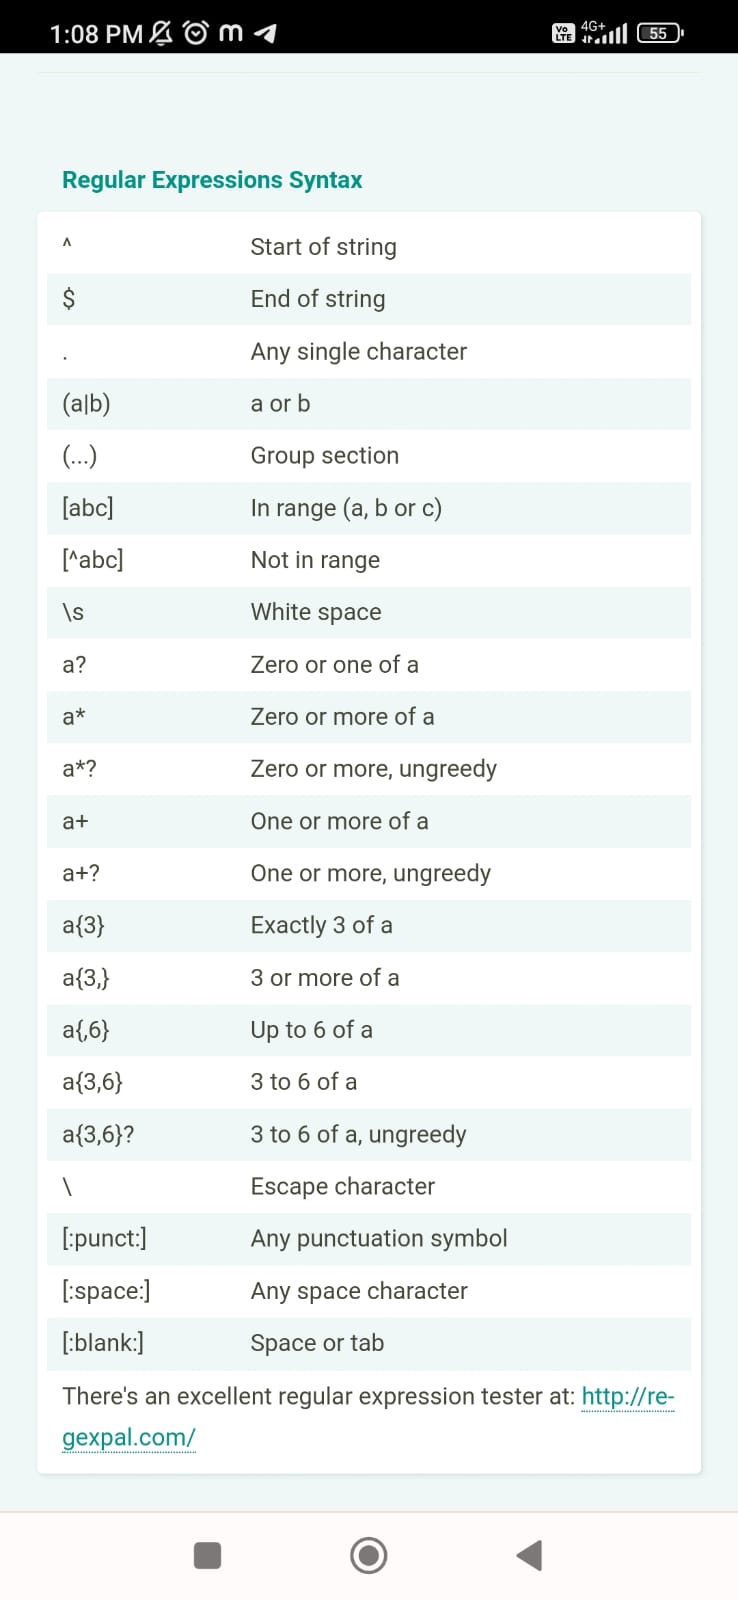 1:08 PM
Vo LTE 4G+ 55
Regular Expressions Syntax
^ Start of string
$ End of string
. Any single character
(a|b) a or b
(...) Group section
[abc] In range (a, b or c)
[^abc] Not in range
\s White space
a? Zero or one of a
a* Zero or more of a
a*? Zero or more, ungreedy
a+ One or more of a
a+? One or more, ungreedy
a{3} Exactly 3 of a
a{3,} 3 or more of a
a{,6} Up to 6 of a
a{3,6} 3 to 6 of a
a{3,6}? 3 to 6 of a, ungreedy
\ Escape character
[:punct:] Any punctuation symbol
[:space:] Any space character
[:blank:] Space or tab
There's an excellent regular expression tester at: http://re-
gexpal.com/